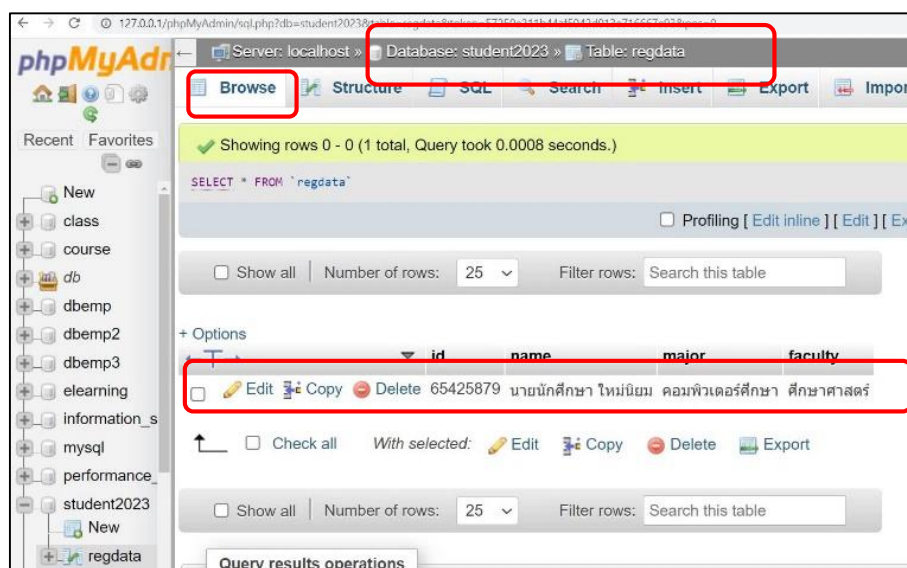 127.0.0.1/phpMyAdmin/sql.php?db=student2023&
phpMyAdm
Server: localhost » Database: student2023 » Table: regdata
Browse Structure SQL Search Insert Export Impor
Recent Favorites
Showing rows 0 - 0 (1 total, Query took 0.0008 seconds.)
SELECT * FROM `regdata`
Profiling [ Edit inline ] [ Edit ] [ Ex
New
class
course
db
dbemp
dbemp2
dbemp3
elearning
information_s
mysql
performance_
student2023
New
regdata
Show all Number of rows: 25 Filter rows: Search this table
+ Options
id name major faculty
Edit Copy Delete 65425879 นายนักศึกษา ใหม่นิยม คอมพิวเตอร์ศึกษา ศึกษาศาสตร์
Check all With selected: Edit Copy Delete Export
Show all Number of rows: 25 Filter rows: Search this table
Query results operations